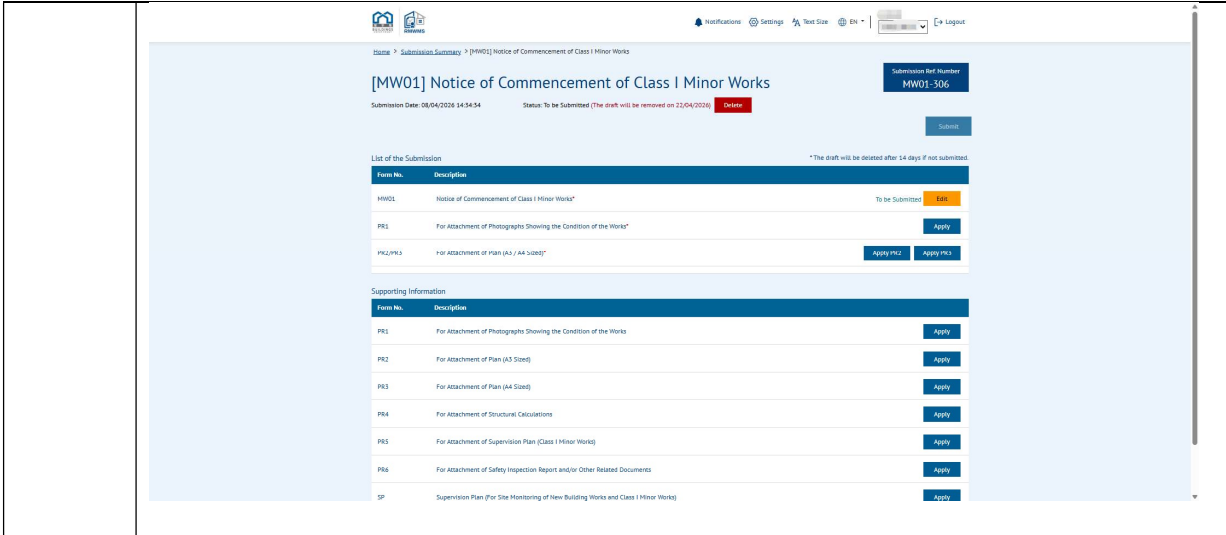 RMWMS
Notifications Settings Text Size EN Logout
Home > Submission Summary > [MW01] Notice of Commencement of Class I Minor Works
[MW01] Notice of Commencement of Class I Minor Works
Submission Ref. Number
MW01-306
Submission Date: 08/04/2026 14:54:54 Status: To be Submitted (The draft will be removed on 22/04/2026) Delete
Submit
List of the Submission * The draft will be deleted after 14 days if not submitted.
Form No. Description
MW01 Notice of Commencement of Class I Minor Works* To be Submitted Edit
PR1 For Attachment of Photographs Showing the Condition of the Works* Apply
PR2/PR3 For Attachment of Plan (A3 / A4 Sized)* Apply PR2 Apply PR3
Supporting Information
Form No. Description
PR1 For Attachment of Photographs Showing the Condition of the Works Apply
PR2 For Attachment of Plan (A3 Sized) Apply
PR3 For Attachment of Plan (A4 Sized) Apply
PR4 For Attachment of Structural Calculations Apply
PR5 For Attachment of Supervision Plan (Class I Minor Works) Apply
PR6 For Attachment of Safety Inspection Report and/or Other Related Documents Apply
SP Supervision Plan (For Site Monitoring of New Building Works and Class I Minor Works) Apply